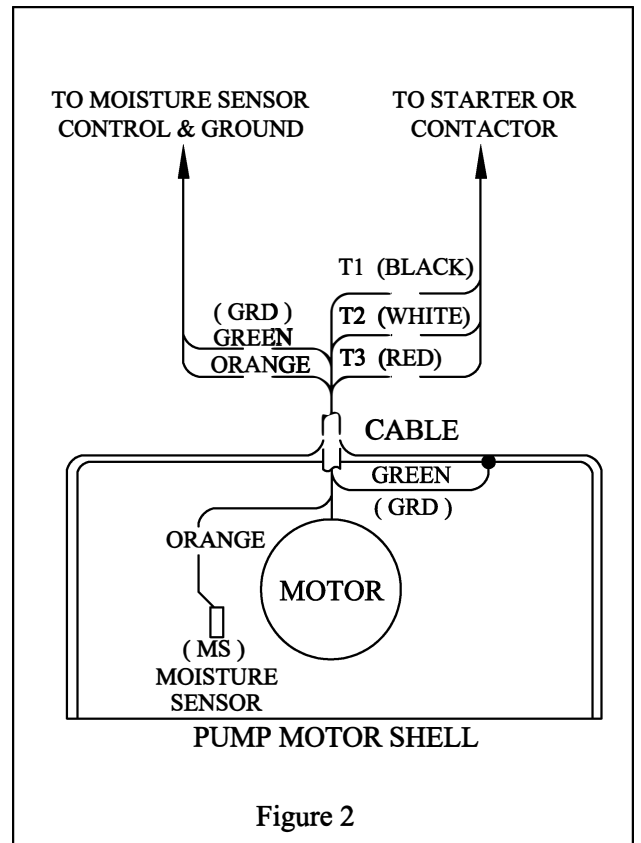 TO MOISTURE SENSOR
CONTROL & GROUND
TO STARTER OR
CONTACTOR
T1 (BLACK)
( GRD )
GREEN
ORANGE
T2 (WHITE)
T3 (RED)
CABLE
GREEN
( GRD )
ORANGE
MOTOR
( MS )
MOISTURE
SENSOR
PUMP MOTOR SHELL
Figure 2